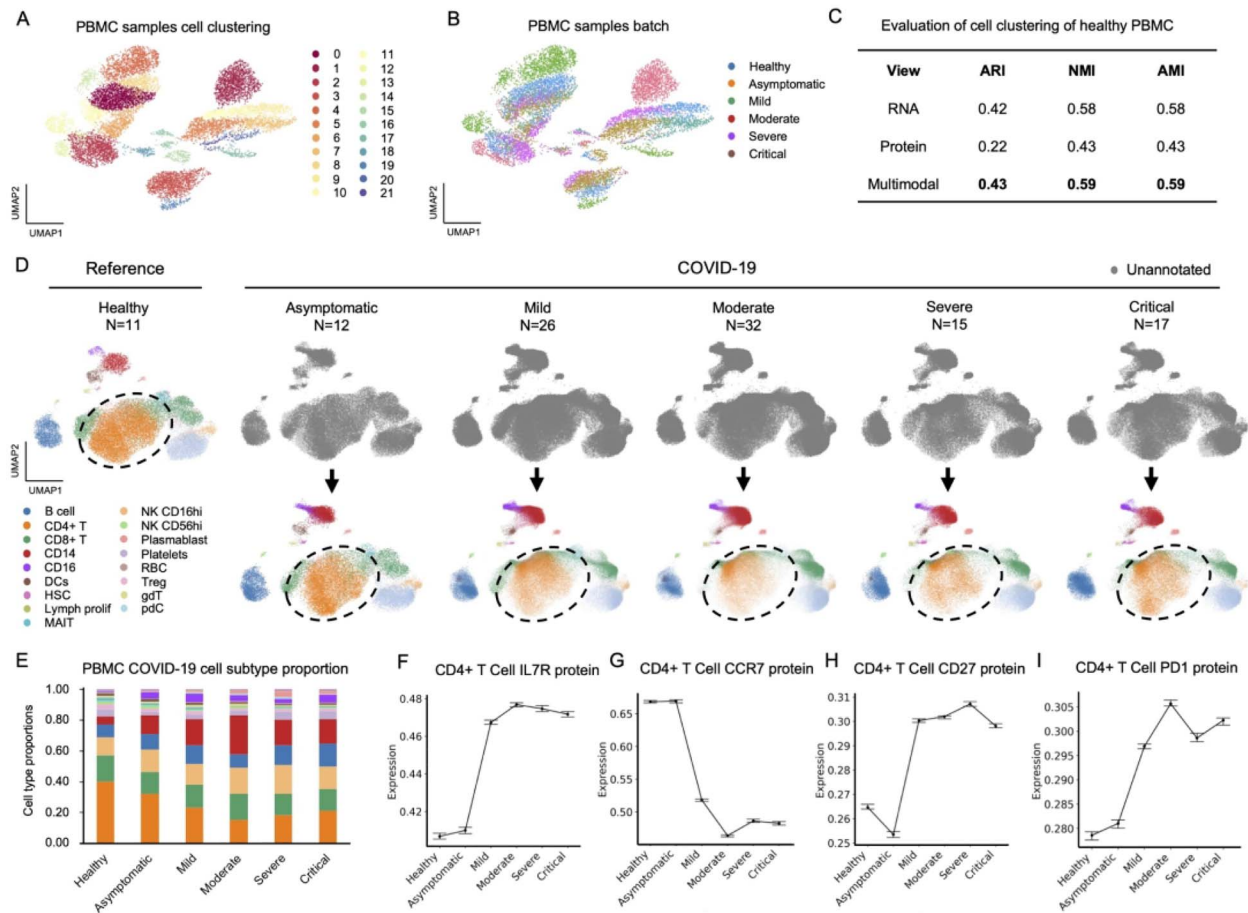 A
PBMC samples cell clustering
0 11
1 12
2 13
3 14
4 15
5 16
6 17
7 18
8 19
9 20
10 21
UMAP2
UMAP1
B
PBMC samples batch
Healthy
Asymptomatic
Mild
Moderate
Severe
Critical
UMAP2
UMAP1
C
Evaluation of cell clustering of healthy PBMC
View ARI NMI AMI
RNA 0.42 0.58 0.58
Protein 0.22 0.43 0.43
Multimodal 0.43 0.59 0.59
D
Reference
COVID-19
Unannotated
Healthy
N=11
Asymptomatic
N=12
Mild
N=26
Moderate
N=32
Severe
N=15
Critical
N=17
UMAP2
UMAP1
B cell NK CD16hi
CD4+ T NK CD56hi
CD8+ T Plasmablast
CD14 Platelets
CD16 RBC
DCs Treg
HSC gdT
Lymph prolif pdC
MAIT
E
PBMC COVID-19 cell subtype proportion
Cell type proportions
1.00
0.80
0.60
0.40
0.20
0.00
Healthy
Asymptomatic
Mild
Moderate
Severe
Critical
F
CD4+ T Cell IL7R protein
Expression
0.48
0.46
0.44
0.42
Healthy
Asymptomatic
Mild
Moderate
Severe
Critical
G
CD4+ T Cell CCR7 protein
Expression
0.65
0.60
0.55
0.50
Healthy
Asymptomatic
Mild
Moderate
Severe
Critical
H
CD4+ T Cell CD27 protein
Expression
0.31
0.30
0.29
0.28
0.27
0.26
0.25
Healthy
Asymptomatic
Mild
Moderate
Severe
Critical
I
CD4+ T Cell PD1 protein
Expression
0.305
0.300
0.295
0.290
0.285
0.280
Healthy
Asymptomatic
Mild
Moderate
Severe
Critical